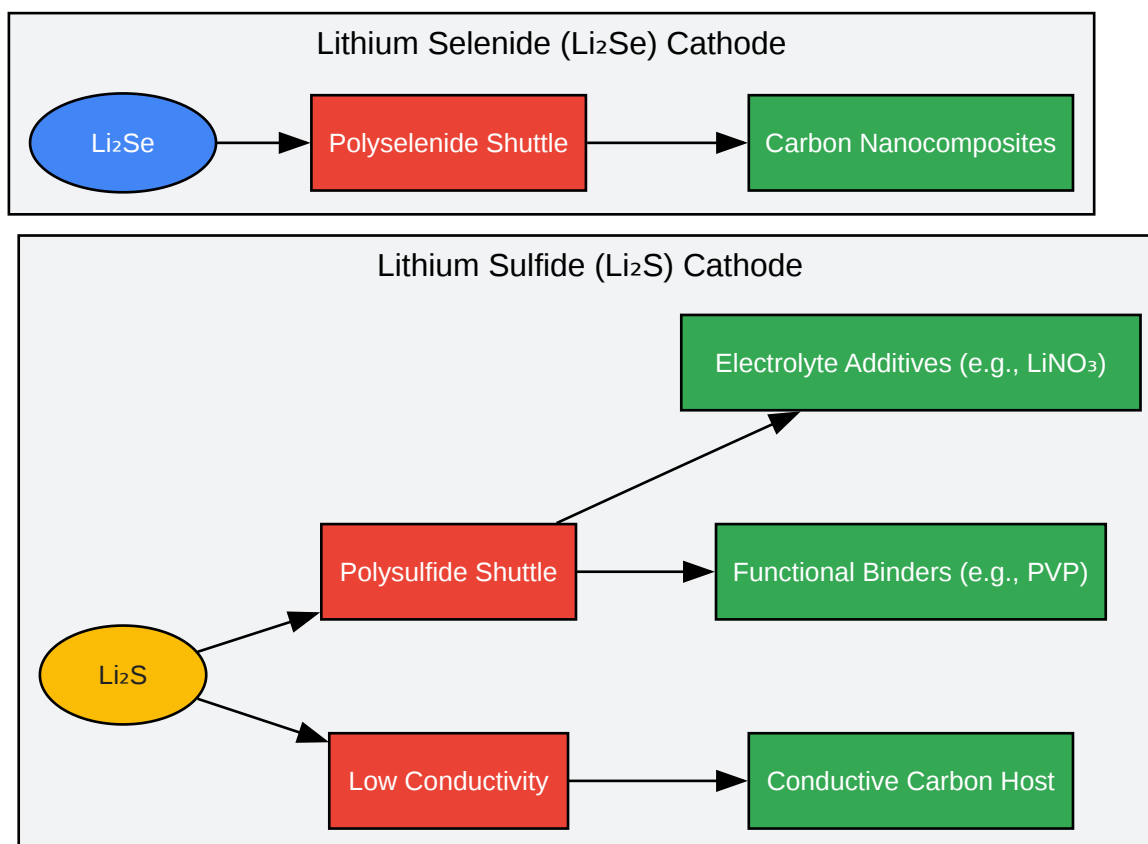 Lithium Selenide (Li₂Se) Cathode
Li₂Se
Polyselenide Shuttle
Carbon Nanocomposites
Lithium Sulfide (Li₂S) Cathode
Electrolyte Additives (e.g., LiNO₃)
Polysulfide Shuttle
Functional Binders (e.g., PVP)
Li₂S
Low Conductivity
Conductive Carbon Host